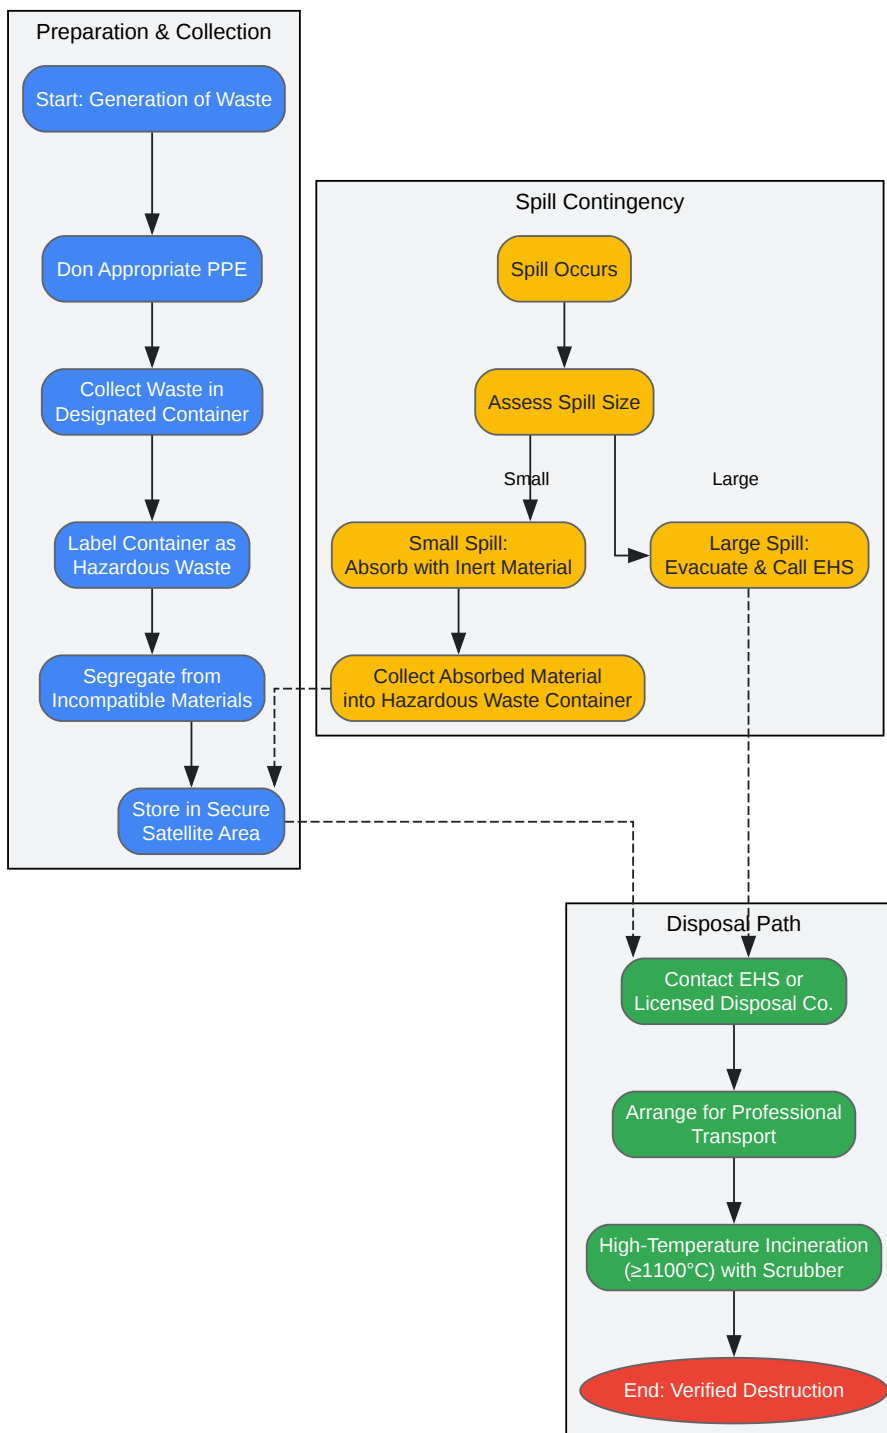 Preparation & Collection
Start: Generation of Waste
Don Appropriate PPE
Collect Waste in
Designated Container
Label Container as
Hazardous Waste
Segregate from
Incompatible Materials
Store in Secure
Satellite Area
Spill Contingency
Spill Occurs
Assess Spill Size
Small
Large
Small Spill:
Absorb with Inert Material
Large Spill:
Evacuate & Call EHS
Collect Absorbed Material
into Hazardous Waste Container
Disposal Path
Contact EHS or
Licensed Disposal Co.
Arrange for Professional
Transport
High-Temperature Incineration
(≥1100°C) with Scrubber
End: Verified Destruction